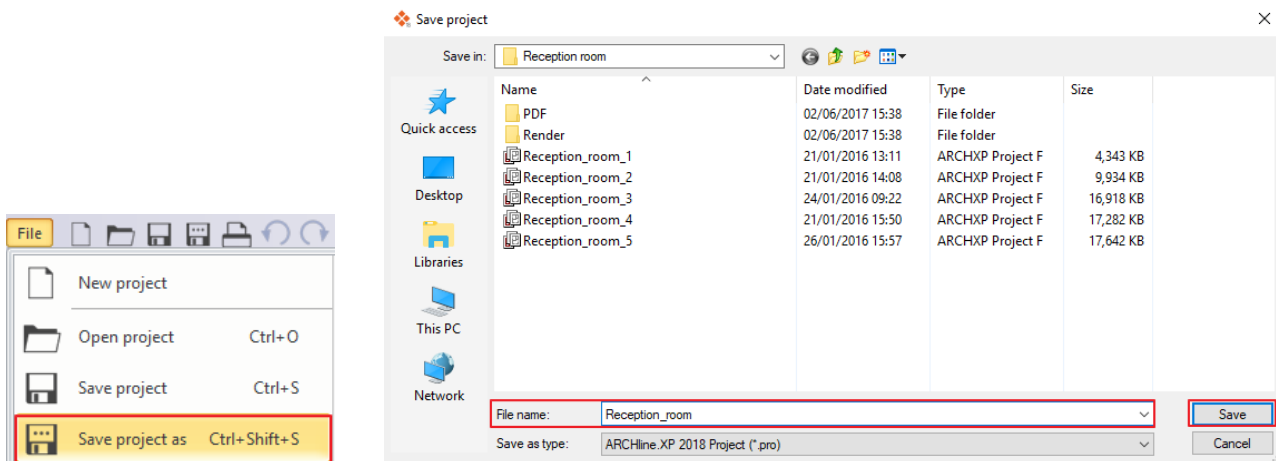 File
New project
Open project Ctrl+O
Save project Ctrl+S
Save project as Ctrl+Shift+S
Save project
Save in: Reception room
Quick access
Desktop
Libraries
This PC
Network
Name Date modified Type Size
PDF 02/06/2017 15:38 File folder
Render 02/06/2017 15:38 File folder
Reception_room_1 21/01/2016 13:11 ARCHXP Project F 4,343 KB
Reception_room_2 21/01/2016 14:08 ARCHXP Project F 9,934 KB
Reception_room_3 24/01/2016 09:22 ARCHXP Project F 16,918 KB
Reception_room_4 21/01/2016 15:50 ARCHXP Project F 17,282 KB
Reception_room_5 26/01/2016 15:57 ARCHXP Project F 17,642 KB
File name: Reception_room Save
Save as type: ARCHline.XP 2018 Project (*.pro) Cancel